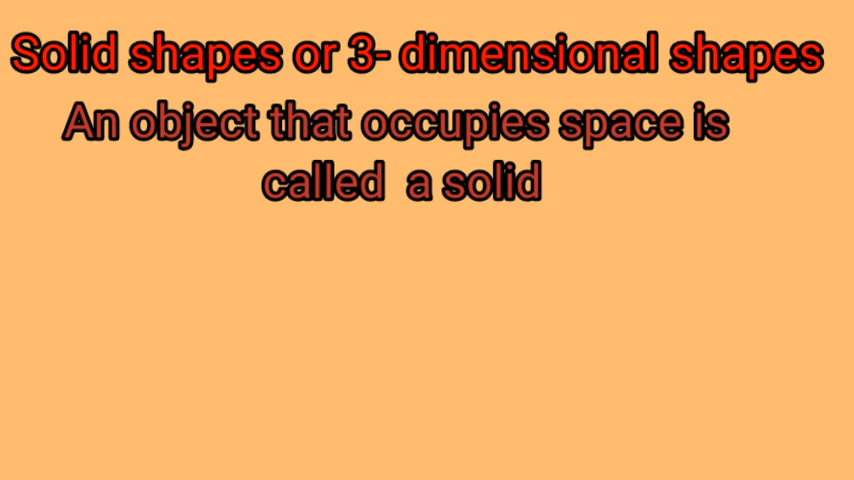 Solid shapes or 3- dimensional shapes
An object that occupies space is
called  a solid